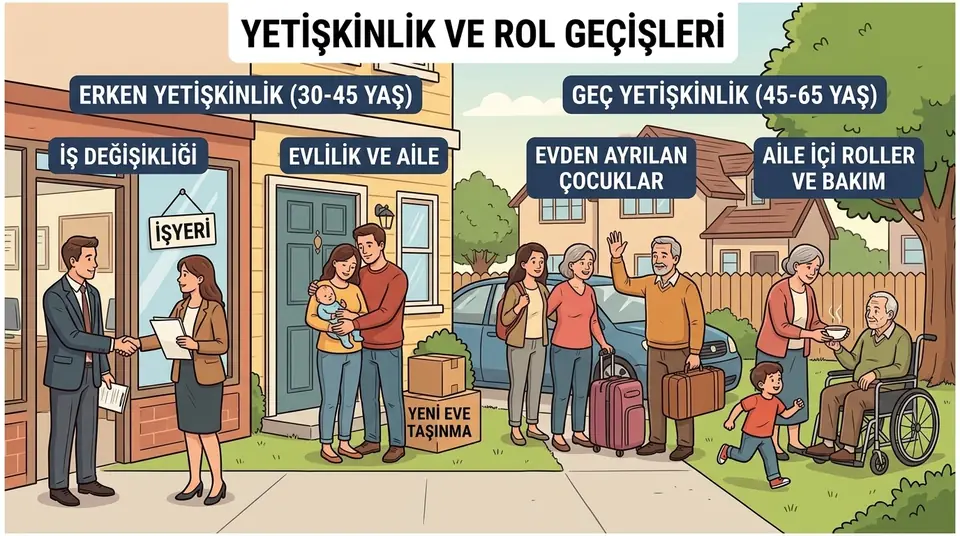 YETİŞKİNLİK VE ROL GEÇİŞLERİ
ERKEN YETİŞKİNLİK (30-45 YAŞ)
GEÇ YETİŞKİNLİK (45-65 YAŞ)
İŞ DEĞİŞİKLİĞİ
EVLİLİK VE AİLE
EVDEN AYRILAN
ÇOCUKLAR
AİLE İÇİ ROLLER
VE BAKIM
İŞYERİ
YENİ EVE
TAŞINMA